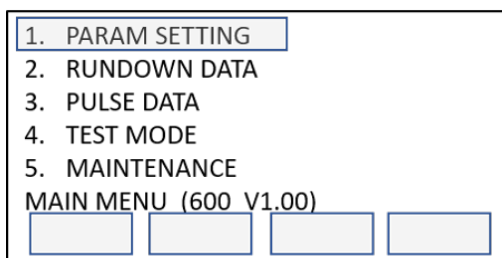 1. PARAM SETTING
2. RUNDOWN DATA
3. PULSE DATA
4. TEST MODE
5. MAINTENANCE
MAIN MENU (600 V1.00)